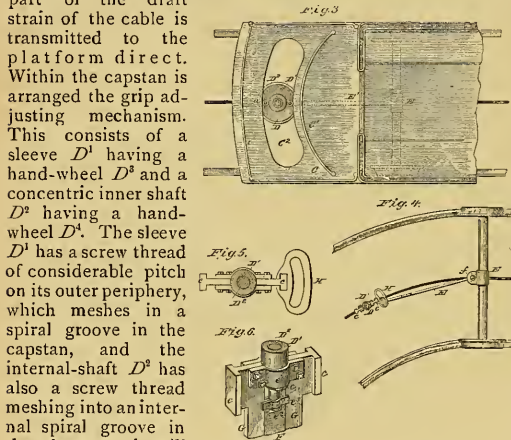 part of the draft
strain of the cable is
transmitted to the
platform direct.
Within the capstan is
arranged the grip ad-
justing mechanism.
This consists of a
sleeve D¹ having a
hand-wheel D³ and a
concentric inner shaft
D² having a hand-
wheel D⁴. The sleeve
D¹ has a screw thread
of considerable pitch
on its outer periphery,
which meshes in a
spiral groove in the
capstan, and the
internal-shaft D² has
also a screw thread
meshing into an inter-
nal spiral groove in
Fig.3
C²
C'
C
E'
Fig.4.
Fig.5.
D'
D²
H
Fig.6.
D²
D'
C
G
F